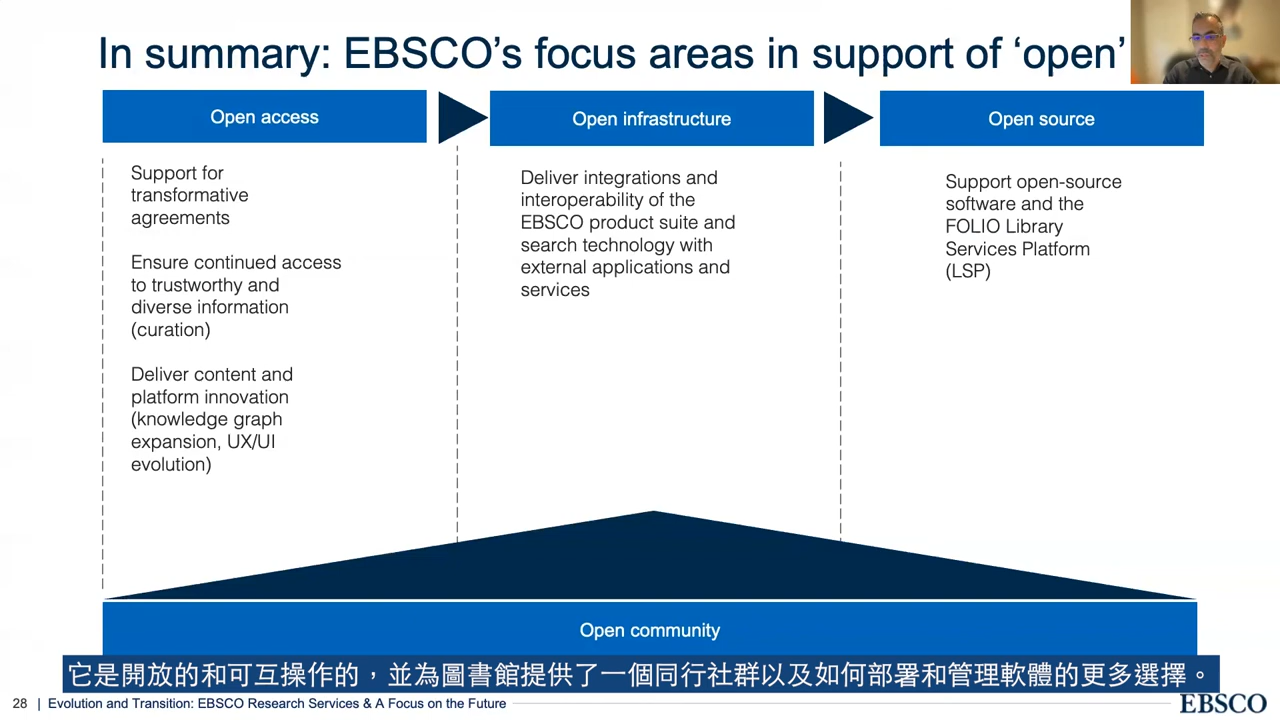 In summary: EBSCO’s focus areas in support of ‘open’
Open access
Support for
transformative
agreements
Ensure continued access
to trustworthy and
diverse information
(curation)
Deliver content and
platform innovation
(knowledge graph
expansion, UX/UI
evolution)
Open infrastructure
Deliver integrations and
interoperability of the
EBSCO product suite and
search technology with
external applications and
services
Open source
Support open-source
software and the
FOLIO Library
Services Platform
(LSP)
Open community
它是開放的和可互操作的，並為圖書館提供了一個同行社群以及如何部署和管理軟體的更多選擇。
28 | Evolution and Transition: EBSCO Research Services & A Focus on the Future
EBSCO